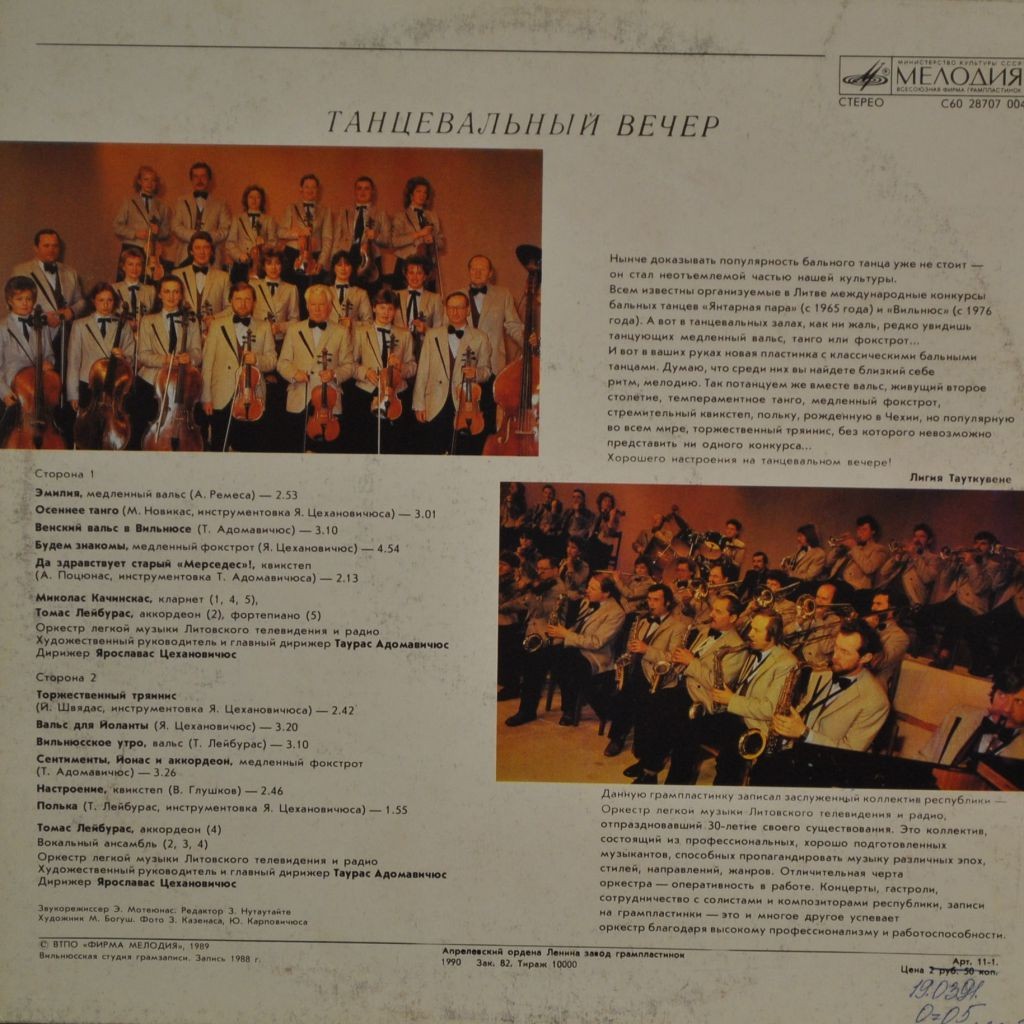 МИНИСТЕРСТВО КУЛЬТУРЫ СССР
МЕЛОДИЯ
ВСЕСОЮЗНАЯ ФИРМА ГРАМПЛАСТИНОК
СТЕРЕО С60 28707 004
ТАНЦЕВАЛЬНЫЙ ВЕЧЕР
Нынче доказывать популярность бального танца уже не стоит —
он стал неотъемлемой частью нашей культуры.
Всем известны организуемые в Литве международные конкурсы
бальных танцев «Янтарная пара» (с 1965 года) и «Вильнюс» (с 1976
года). А вот в танцевальных залах, как ни жаль, редко увидишь
танцующих медленный вальс, танго или фокстрот...
И вот в ваших руках новая пластинка с классическими бальными
танцами. Думаю, что среди них вы найдете близкий себе
ритм, мелодию. Так потанцуем же вместе вальс, живущий второе
столетие, темпераментное танго, медленный фокстрот,
стремительный квикстеп, польку, рожденную в Чехии, но популярную
во всем мире, торжественный тряинис, без которого невозможно
представить ни одного конкурса...
Хорошего настроения на танцевальном вечере!
Лигия Тауткувене
Сторона 1
Эмилия, медленный вальс (А. Ремеса) — 2.53
Осеннее танго (М. Новикас, инструментовка Я. Цехановичюса) — 3.01
Венский вальс в Вильнюсе (Т. Адомавичюс) — 3.10
Будем знакомы, медленный фокстрот (Я. Цехановичюс) — 4.54
Да здравствует старый «Мерседес»!, квикстеп
(А. Поцюнас, инструментовка Т. Адомавичюса) — 2.13
Миколас Качинскас, кларнет (1, 4, 5),
Томас Лейбурас, аккордеон (2), фортепиано (5)
Оркестр легкой музыки Литовского телевидения и радио
Художественный руководитель и главный дирижер Таурас Адомавичюс
Дирижер Ярославас Цехановичюс
Сторона 2
Торжественный тряинис
(Й. Швядас, инструментовка Я. Цехановичюса) — 2.42
Вальс для Йоланты (Я. Цехановичюс) — 3.20
Вильнюсское утро, вальс (Т. Лейбурас) — 3.10
Сентименты, Йонас и аккордеон, медленный фокстрот
(Т. Адомавичюс) — 3.26
Настроение, квикстеп (В. Глушков) — 2.46
Полька (Т. Лейбурас, инструментовка Я. Цехановичюса) — 1.55
Томас Лейбурас, аккордеон (4)
Вокальный ансамбль (2, 3, 4)
Оркестр легкой музыки Литовского телевидения и радио
Художественный руководитель и главный дирижер Таурас Адомавичюс
Дирижер Ярославас Цехановичюс
Звукорежиссер Э. Мотеюнас. Редактор З. Нутаутайте
Художник М. Богуш. Фото З. Казенаса, Ю. Карповичюса
Данную грампластинку записал заслуженный коллектив республики —
Оркестр легкой музыки Литовского телевидения и радио,
отпраздновавший 30-летие своего существования. Это коллектив,
состоящий из профессиональных, хорошо подготовленных
музыкантов, способных пропагандировать музыку различных эпох,
стилей, направлений, жанров. Отличительная черта
оркестра — оперативность в работе. Концерты, гастроли,
сотрудничество с солистами и композиторами республики, записи
на грампластинки — это и многое другое успевает
оркестр благодаря высокому профессионализму и работоспособности.
© ВТПО «ФИРМА МЕЛОДИЯ», 1989
Вильнюсская студия грамзаписи. Запись 1988 г.
Апрелевский ордена Ленина завод грампластинок
1990 Зак. 82. Тираж 10000
Арт. 11-1.
Цена 2 руб. 50 коп.
19.0391.
0=05